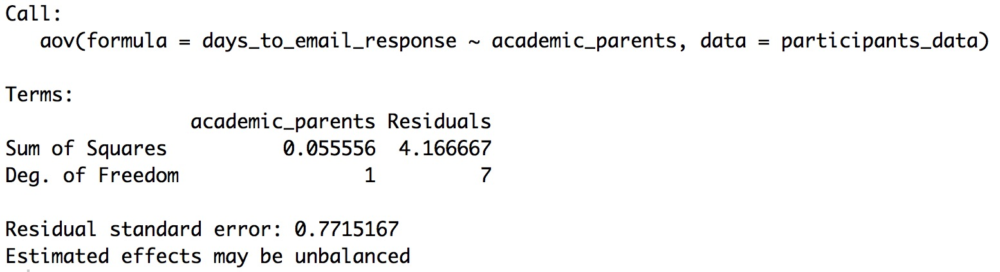 Call:
   aov(formula = days_to_email_response ~ academic_parents, data = participants_data)

Terms:
                academic_parents Residuals
Sum of Squares          0.055556  4.166667
Deg. of Freedom                1         7

Residual standard error: 0.7715167
Estimated effects may be unbalanced